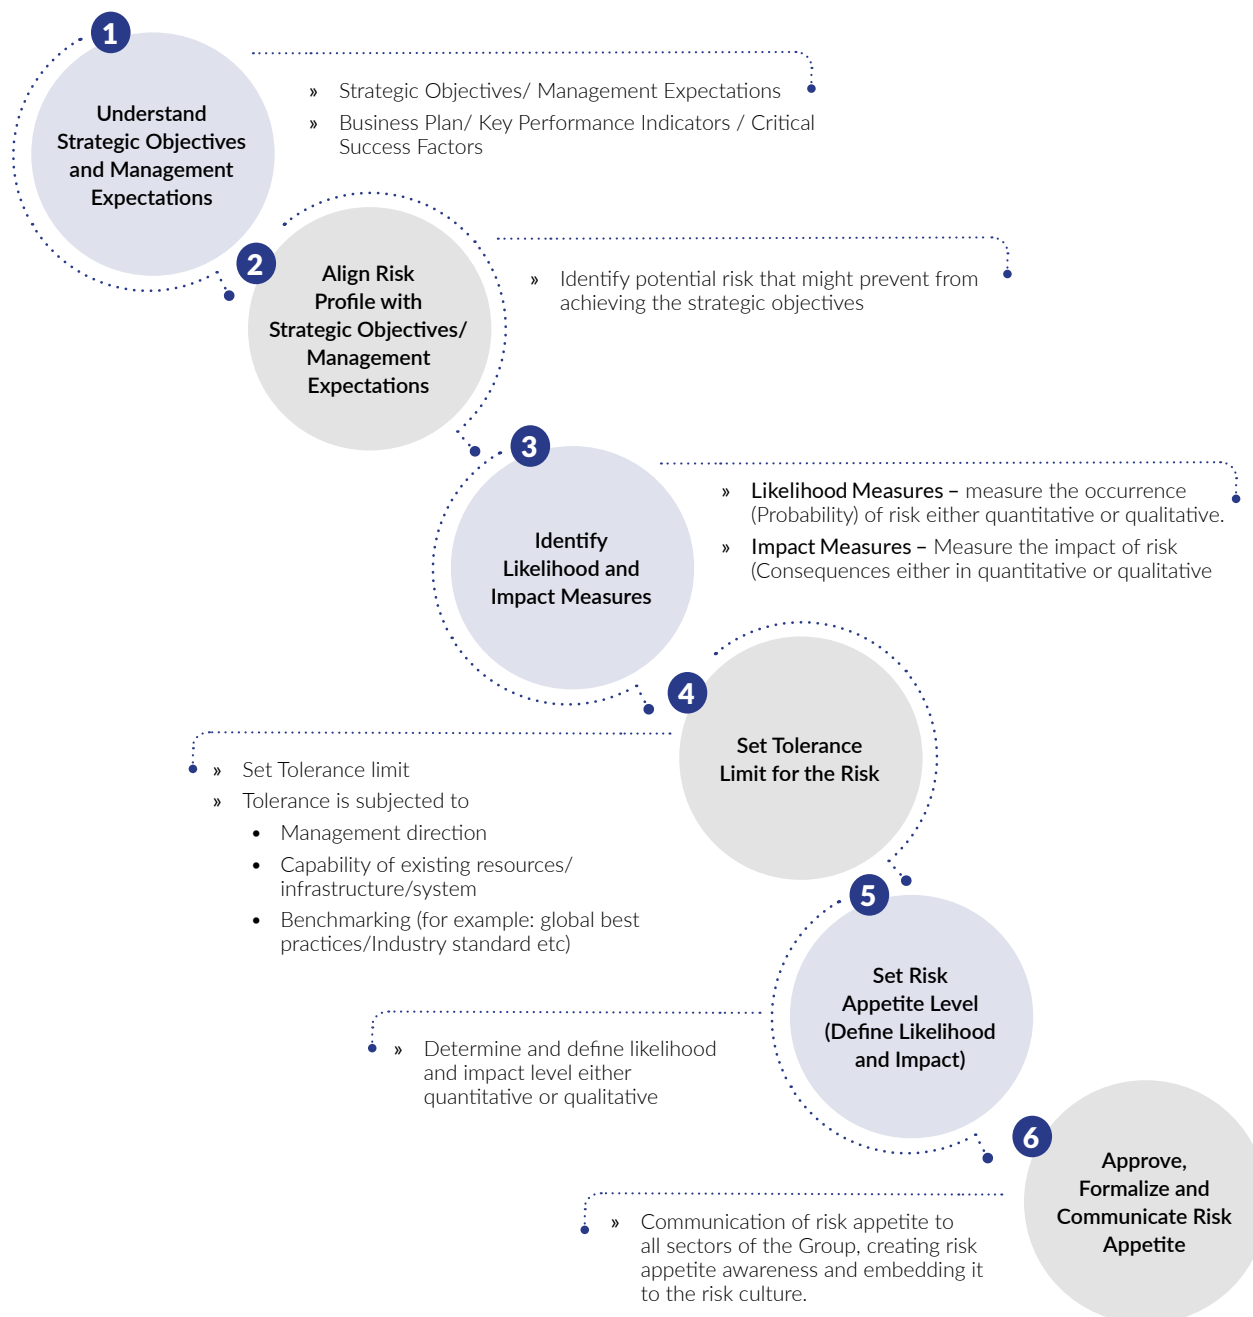 1
Understand
Strategic Objectives
and Management
Expectations
» Strategic Objectives/ Management Expectations
» Business Plan/ Key Performance Indicators / Critical
Success Factors
2
Align Risk
Profile with
Strategic Objectives/
Management
Expectations
» Identify potential risk that might prevent from
achieving the strategic objectives
3
Identify
Likelihood and
Impact Measures
» Likelihood Measures – measure the occurrence
(Probability) of risk either quantitative or qualitative.
» Impact Measures – Measure the impact of risk
(Consequences either in quantitative or qualitative
4
Set Tolerance
Limit for the Risk
» Set Tolerance limit
» Tolerance is subjected to
• Management direction
• Capability of existing resources/
infrastructure/system
• Benchmarking (for example: global best
practices/Industry standard etc)
5
Set Risk
Appetite Level
(Define Likelihood
and Impact)
» Determine and define likelihood
and impact level either
quantitative or qualitative
6
Approve,
Formalize and
Communicate Risk
Appetite
» Communication of risk appetite to
all sectors of the Group, creating risk
appetite awareness and embedding it
to the risk culture.